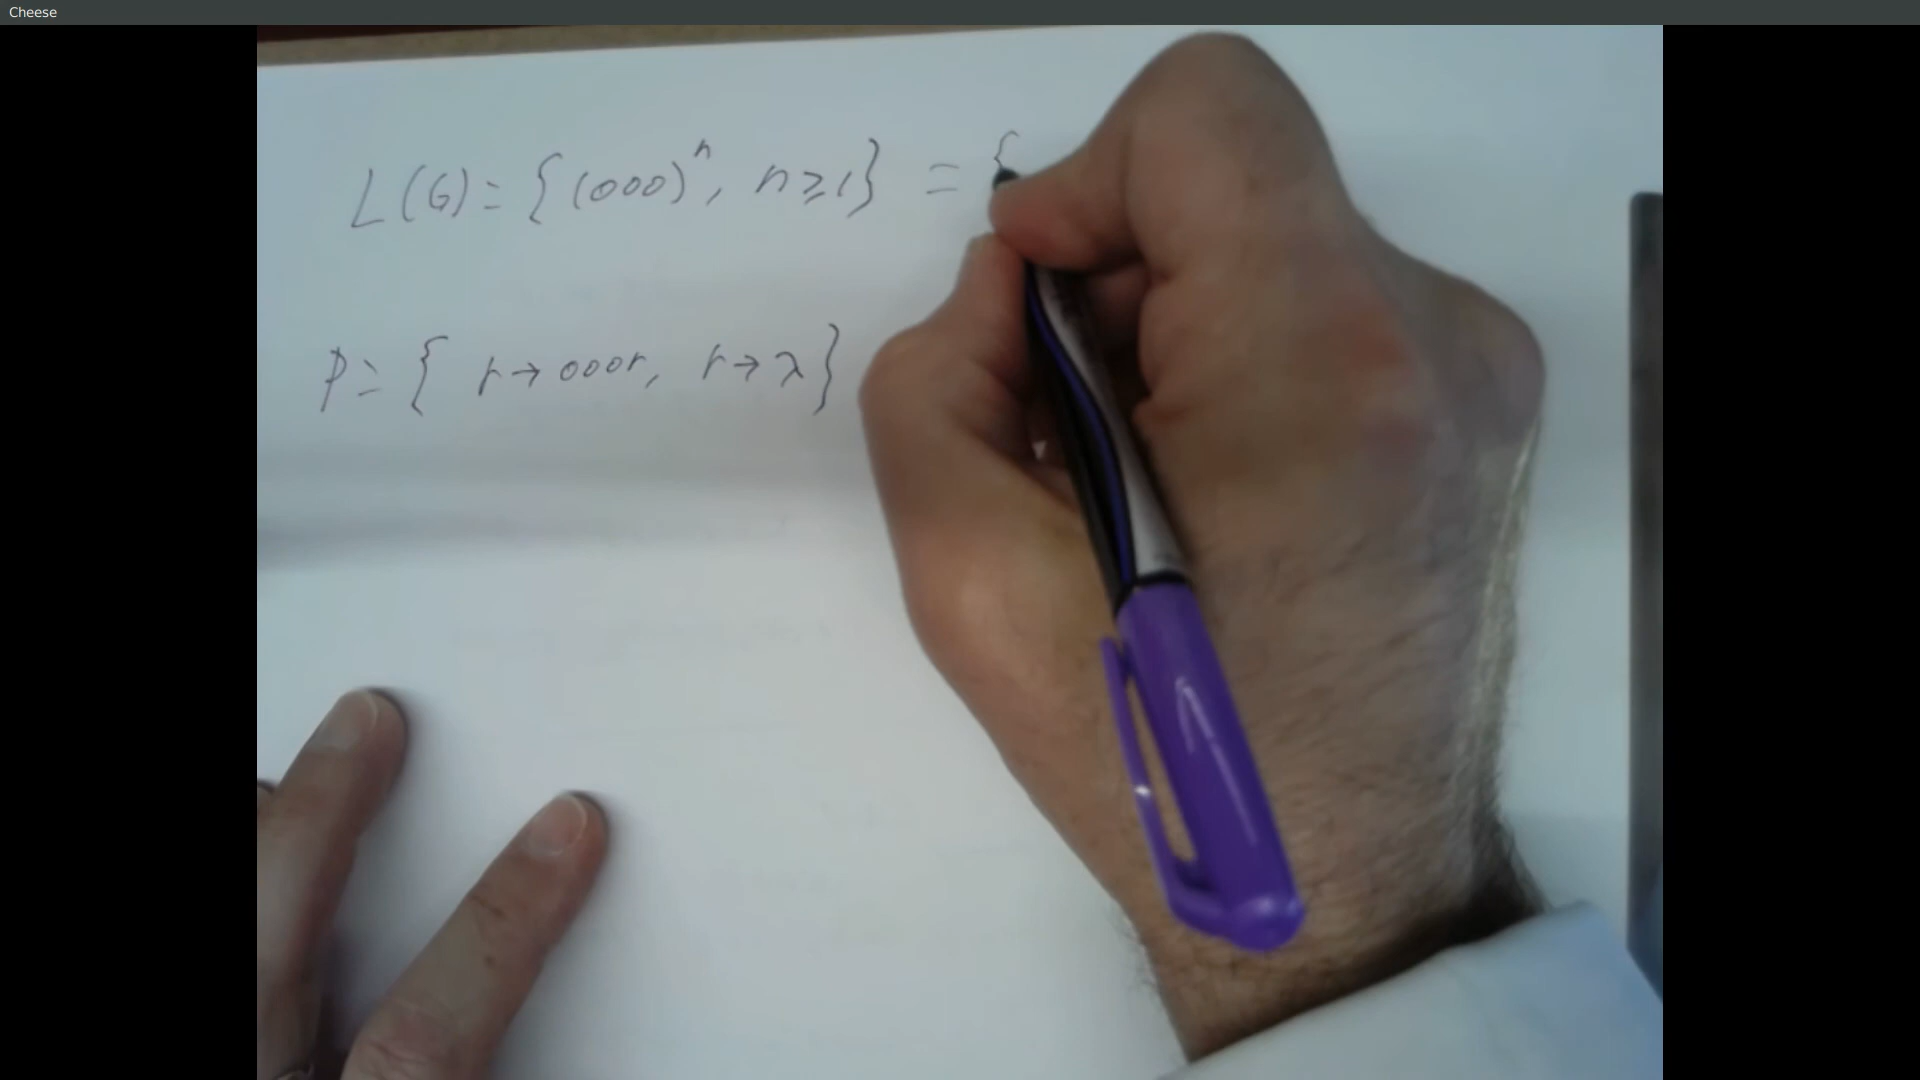 Cheese
L(G) = {(000)ⁿ, n≥1} = {
P = { r → 000r, r → λ}